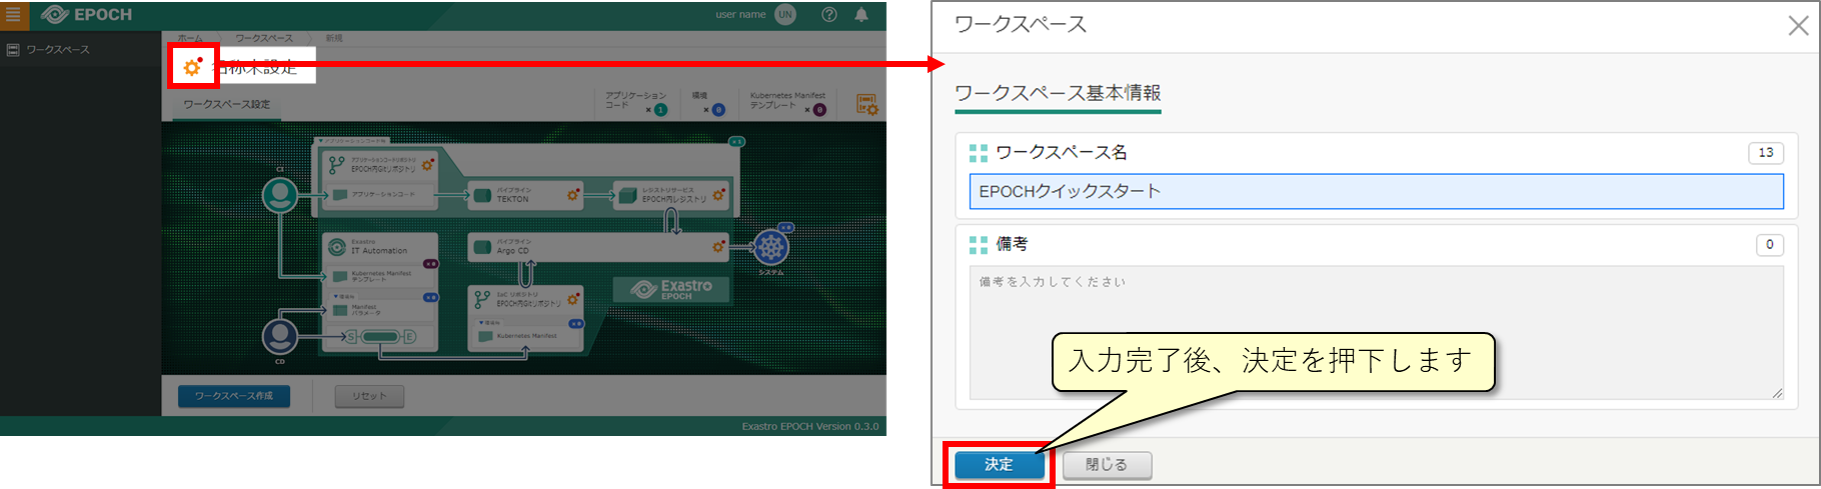 EPOCH
user name
UN
ワークスペース
ホーム
ワークスペース
新規
名称未設定
ワークスペース設定
アプリケーション
コード
×1
環境
×0
Kubernetes Manifest
テンプレート
×0
×1
CI
アプリケーションコードリポジトリ
EPOCH内Gitリポジトリ
アプリケーションコード
パイプライン
TEKTON
レジストリサービス
EPOCH内レジストリ
Exastro
IT Automation
×0
Kubernetes Manifest
テンプレート
×0
Manifest
パラメータ
S
E
CD
パイプライン
Argo CD
×0
システム
IaC リポジトリ
EPOCH内Gitリポジトリ
×0
Kubernetes Manifest
Exastro
EPOCH
ワークスペース作成
リセット
Exastro EPOCH Version 0.3.0
ワークスペース
ワークスペース基本情報
ワークスペース名
13
EPOCHクイックスタート
備考
0
備考を入力してください
入力完了後、決定を押下します
決定
閉じる